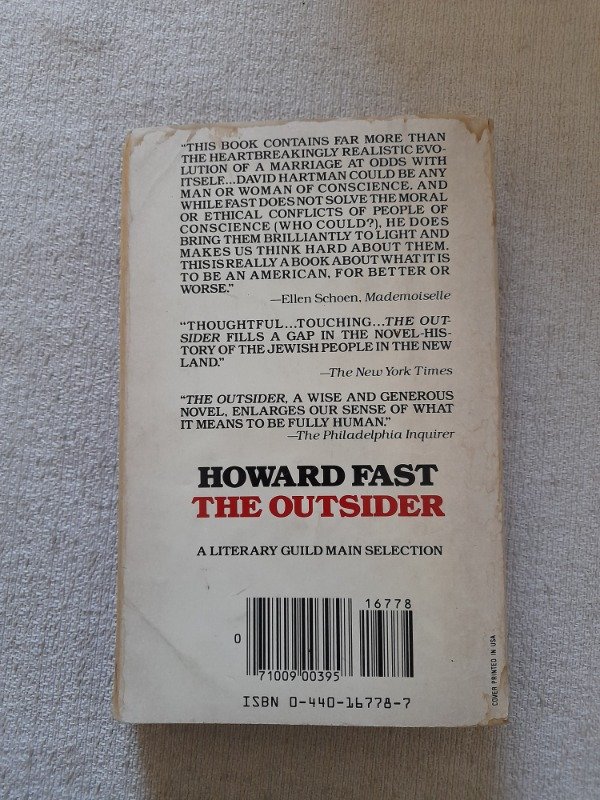 "THIS BOOK CONTAINS FAR MORE THAN
THE HEARTBREAKINGLY REALISTIC EVO-
LUTION OF A MARRIAGE AT ODDS WITH
ITSELF...DAVID HARTMAN COULD BE ANY
MAN OR WOMAN OF CONSCIENCE. AND
WHILE FAST DOES NOT SOLVE THE MORAL
OR ETHICAL CONFLICTS OF PEOPLE OF
CONSCIENCE (WHO COULD?), HE DOES
BRING THEM BRILLIANTLY TO LIGHT AND
MAKES US THINK HARD ABOUT THEM.
THIS IS REALLY A BOOK ABOUT WHAT IT IS
TO BE AN AMERICAN, FOR BETTER OR
WORSE."
—Ellen Schoen, Mademoiselle
"THOUGHTFUL...TOUCHING...THE OUT-
SIDER FILLS A GAP IN THE NOVEL-HIS-
TORY OF THE JEWISH PEOPLE IN THE NEW
LAND."
—The New York Times
"THE OUTSIDER, A WISE AND GENEROUS
NOVEL, ENLARGES OUR SENSE OF WHAT
IT MEANS TO BE FULLY HUMAN."
—The Philadelphia Inquirer
HOWARD FAST
THE OUTSIDER
A LITERARY GUILD MAIN SELECTION
16778
0
71009 00395
ISBN 0-440-16778-7
COVER PRINTED IN USA